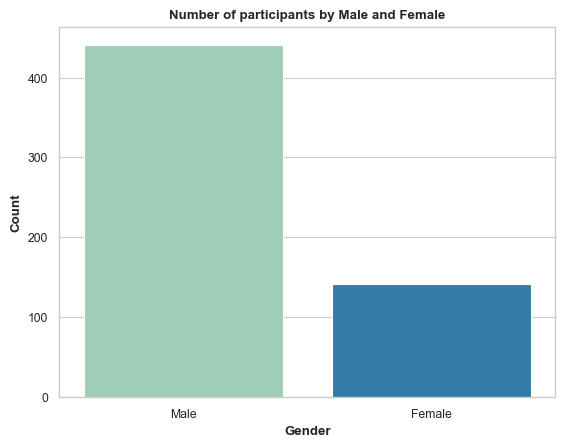 Number of participants by Male and Female
Count
400
300
200
100
0
Male Female
Gender